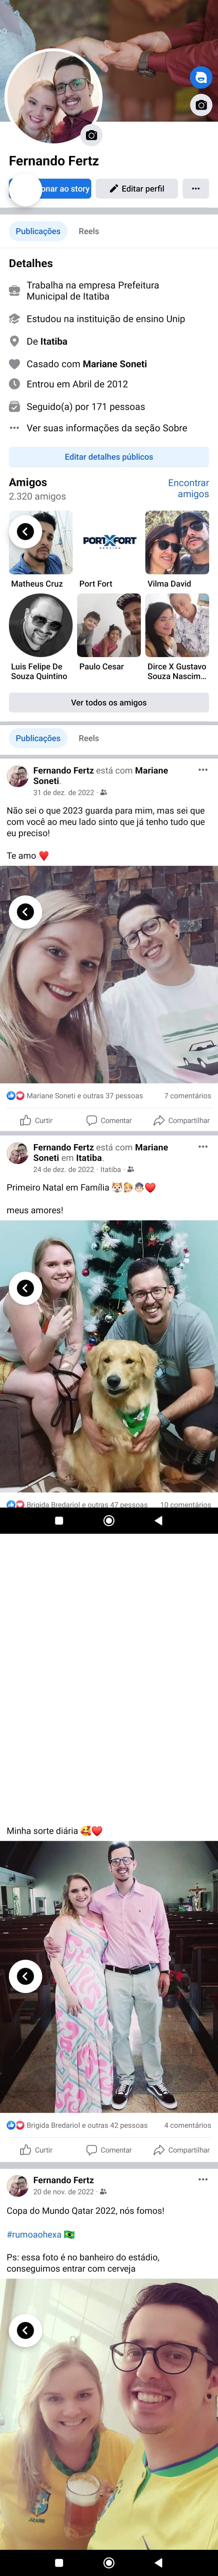 Fernando Fertz
onar ao story
Editar perfil
Publicações
Reels
Detalhes
Trabalha na empresa Prefeitura
Municipal de Itatiba
Estudou na instituição de ensino Unip
De Itatiba
Casado com Mariane Soneti
Entrou em Abril de 2012
Seguido(a) por 171 pessoas
Ver suas informações da seção Sobre
Editar detalhes públicos
Amigos
Encontrar
amigos
2.320 amigos
PORTXFORT
Matheus Cruz
Port Fort
Vilma David
Luis Felipe De
Souza Quintino
Paulo Cesar
Dirce X Gustavo
Souza Nascim...
Ver todos os amigos
Publicações
Reels
Fernando Fertz está com Mariane
Soneti.
31 de dez. de 2022 ·
Não sei o que 2023 guarda para mim, mas sei que
com você ao meu lado sinto que já tenho tudo que
eu preciso!
Te amo ❤️
Mariane Soneti e outras 37 pessoas
7 comentários
Curtir
Comentar
Compartilhar
Fernando Fertz está com Mariane
Soneti em Itatiba.
24 de dez. de 2022 · Itatiba ·
Primeiro Natal em Família 🐶👩🏼👨🏻❤️
meus amores!
Brigida Bredariol e outras 47 pessoas
10 comentários
Minha sorte diária 🥰❤️
Brigida Bredariol e outras 42 pessoas
4 comentários
Curtir
Comentar
Compartilhar
Fernando Fertz
20 de nov. de 2022 ·
Copa do Mundo Qatar 2022, nós fomos!
#rumoaohexa 🇧🇷
Ps: essa foto é no banheiro do estádio,
conseguimos entrar com cerveja